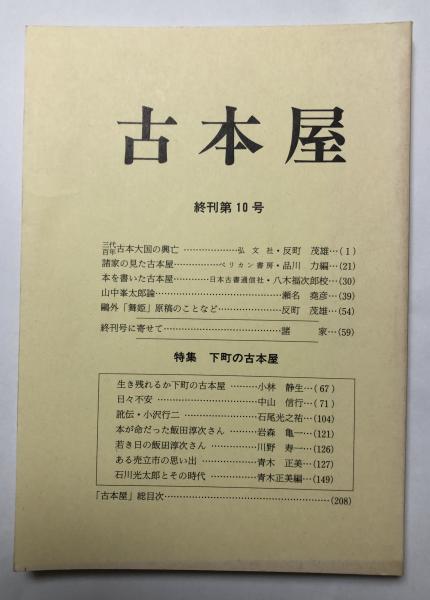 古本屋
終刊第10号
三代百年古本大国の興亡………………弘文社・反町 茂雄…(1)
諸家の見た古本屋……………ペリカン書房・品川 力編…(21)
本を書いた古本屋…………日本古書通信社・八木福次郎校…(30)
山中峯太郎論……………………………………瀬名 堯彦…(39)
鷗外「舞姫」原稿のことなど…………………反町 茂雄…(54)
終刊号に寄せて…………………………………諸 家…(59)
特集 下町の古本屋
生き残れるか下町の古本屋………小林 静生…(67)
日々不安……………………………中山 信行…(71)
訛伝・小沢行二……………………石尾光之祐…(104)
本が命だった飯田淳次さん………岩森 亀一…(121)
若き日の飯田淳次さん……………川野 寿一…(126)
ある売立市の思い出………………青木 正美…(127)
石川光太郎とその時代……………青木正美編…(149)
「古本屋」総目次……………………………………………(208)